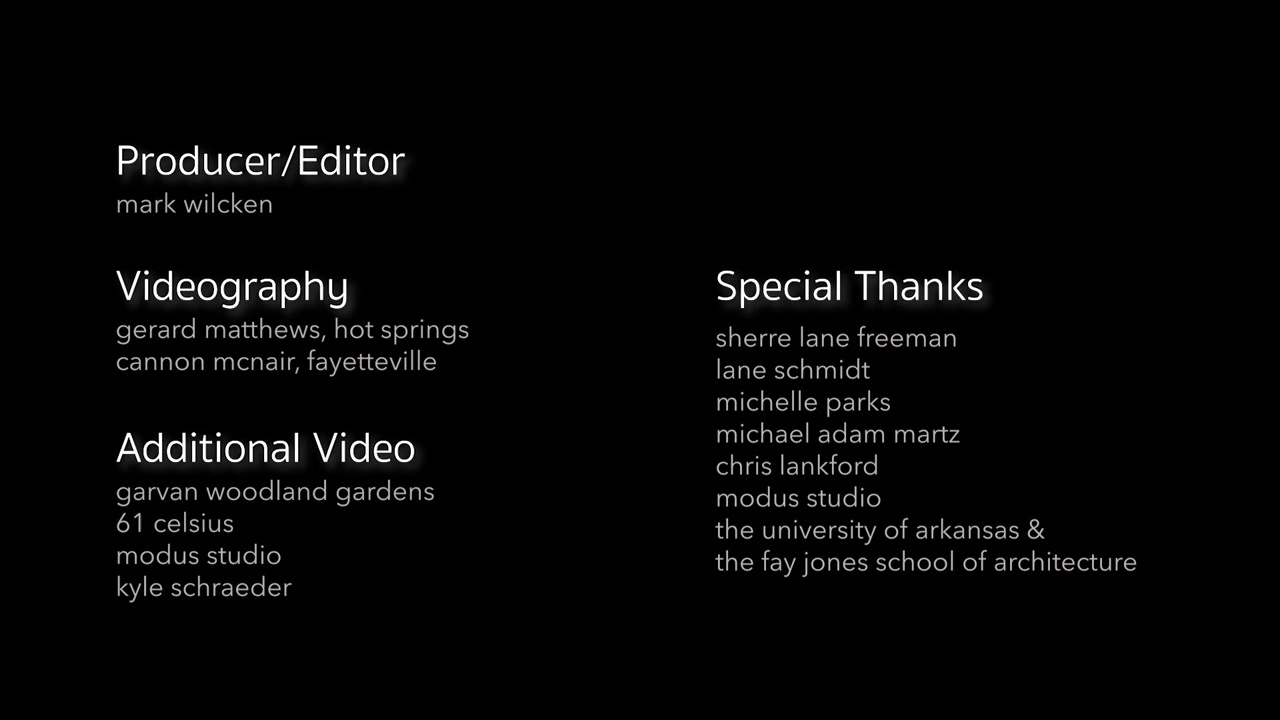 Producer/Editor
mark wilcken
Videography
gerard matthews, hot springs
cannon mcnair, fayetteville
Additional Video
garvan woodland gardens
61 celsius
modus studio
kyle schraeder
Special Thanks
sherre lane freeman
lane schmidt
michelle parks
michael adam martz
chris lankford
modus studio
the university of arkansas &
the fay jones school of architecture